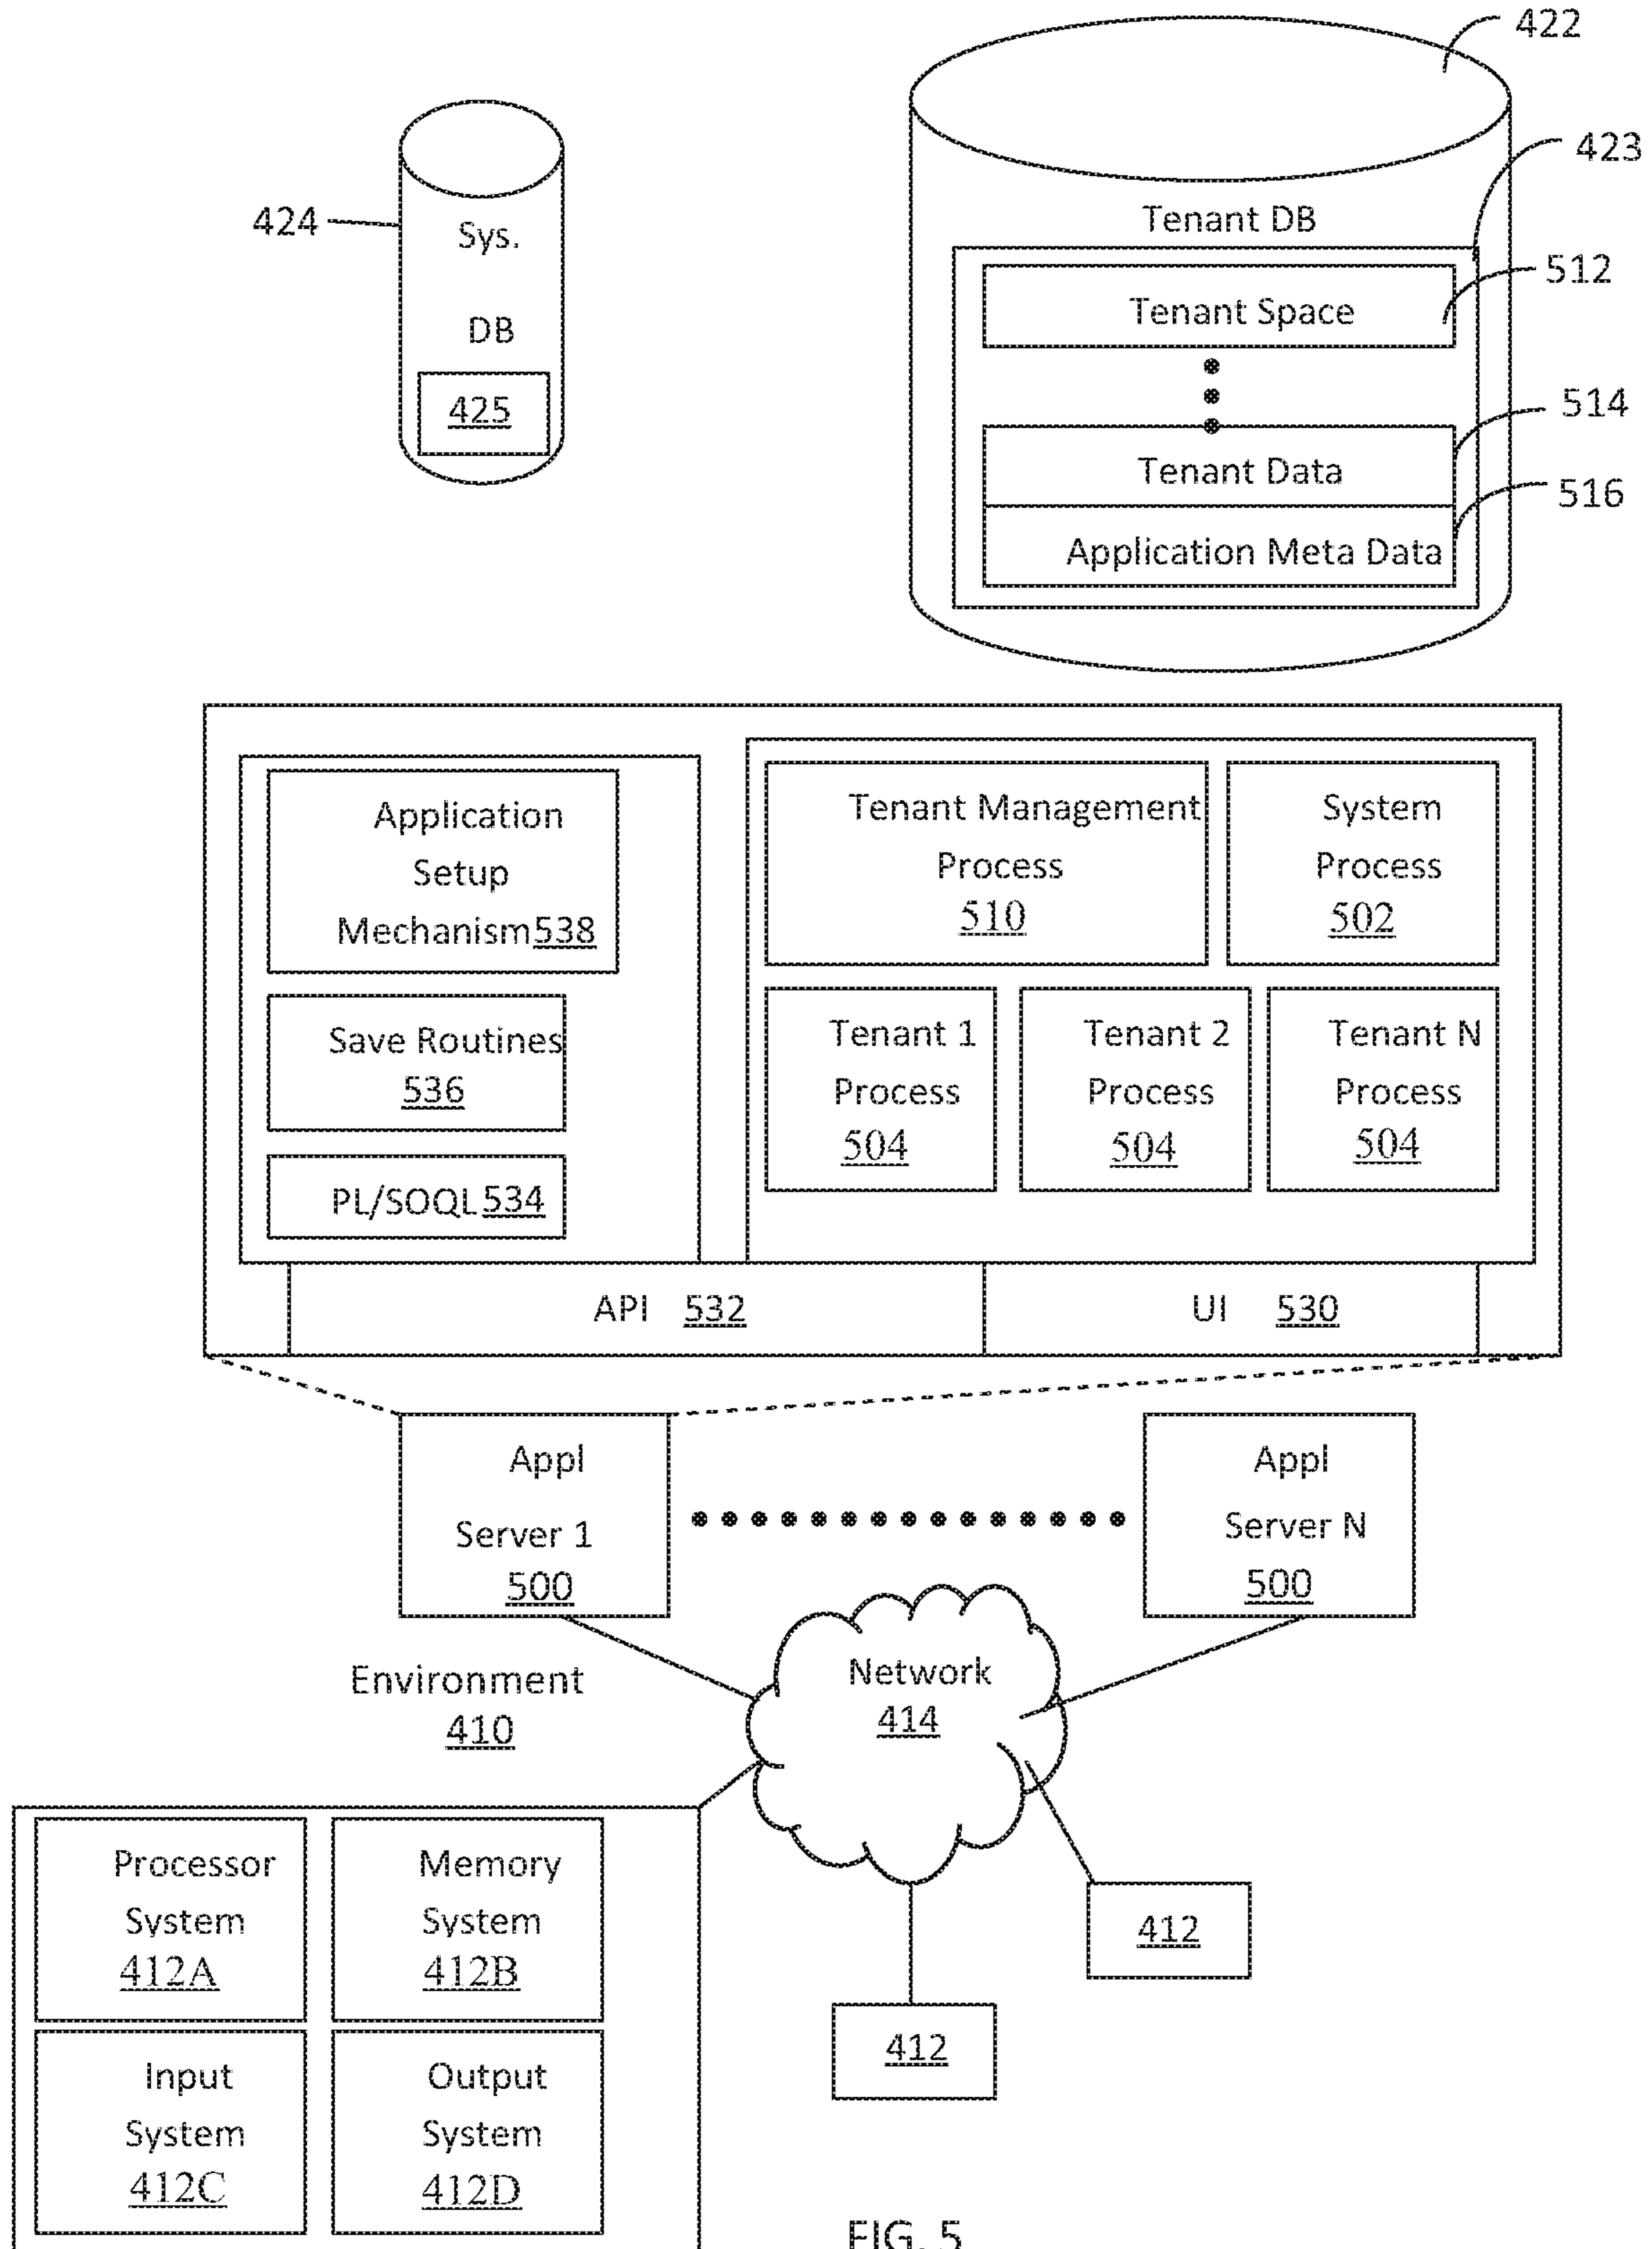 422
423
Tenant DB
424
Sys.
512
Tenant Space
DB
514
425
Tenant Data
516
Application Meta Data
Application
Setup
Mechanism538
Tenant Management
Process
510
System
Process
502
Save Routines
536
Tenant 1
Process
504
Tenant 2
Process
504
Tenant N
Process
504
PL/SOQL 534
API 532
UI 530
Appl
Server 1
500
Appl
Server N
500
Environment
410
Network
414
Processor
System
412A
Memory
System
412B
412
412
Input
System
412C
Output
System
412D
FIG. 5